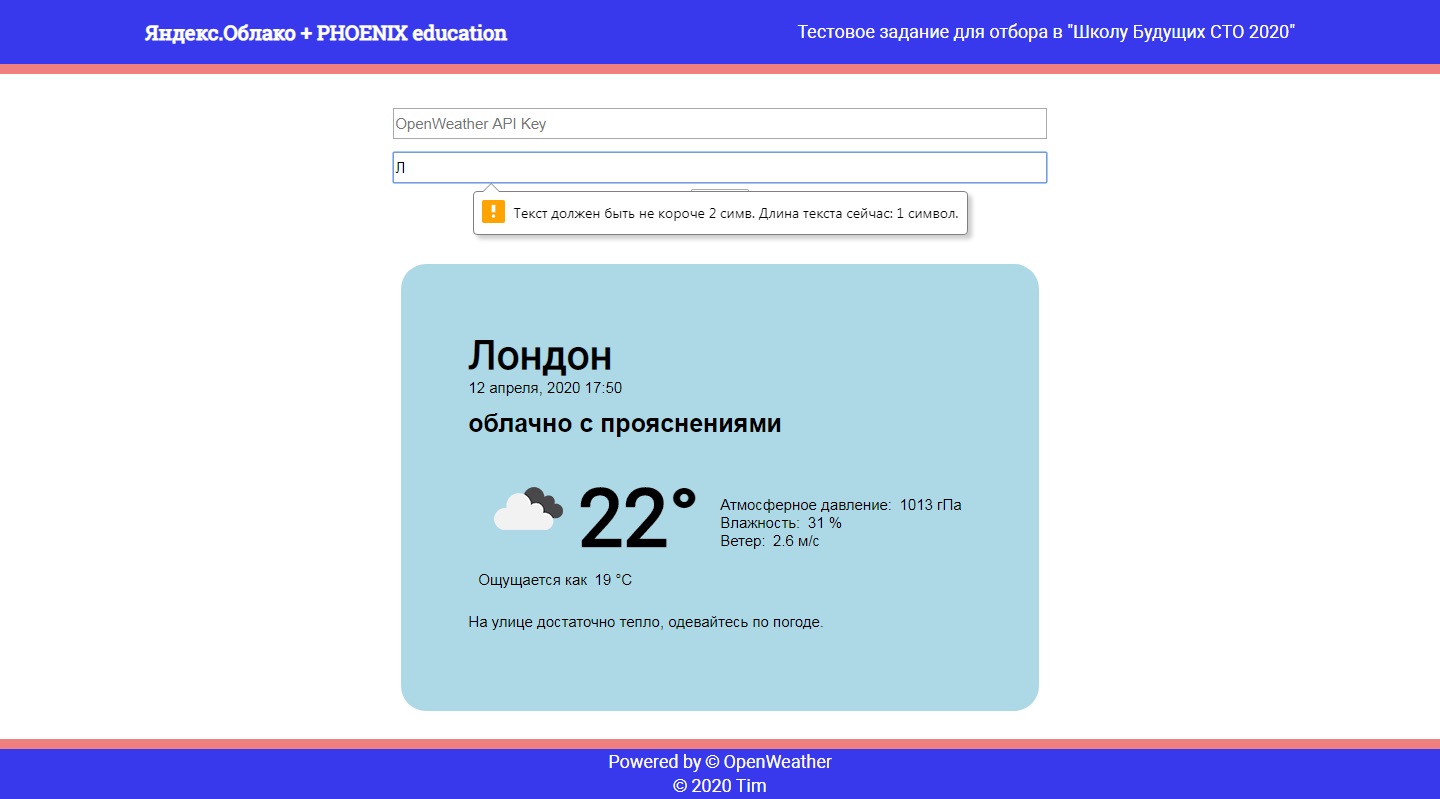 Яндекс.Облако + PHOENIX education
Тестовое задание для отбора в "Школу Будущих СТО 2020"
OpenWeather API Key
Л
Текст должен быть не короче 2 симв. Длина текста сейчас: 1 символ.
Лондон
12 апреля, 2020 17:50
облачно с прояснениями
22°
Атмосферное давление: 1013 гПа
Влажность: 31 %
Ветер: 2.6 м/с
Ощущается как 19 °C
На улице достаточно тепло, одевайтесь по погоде.
Powered by © OpenWeather
© 2020 Tim